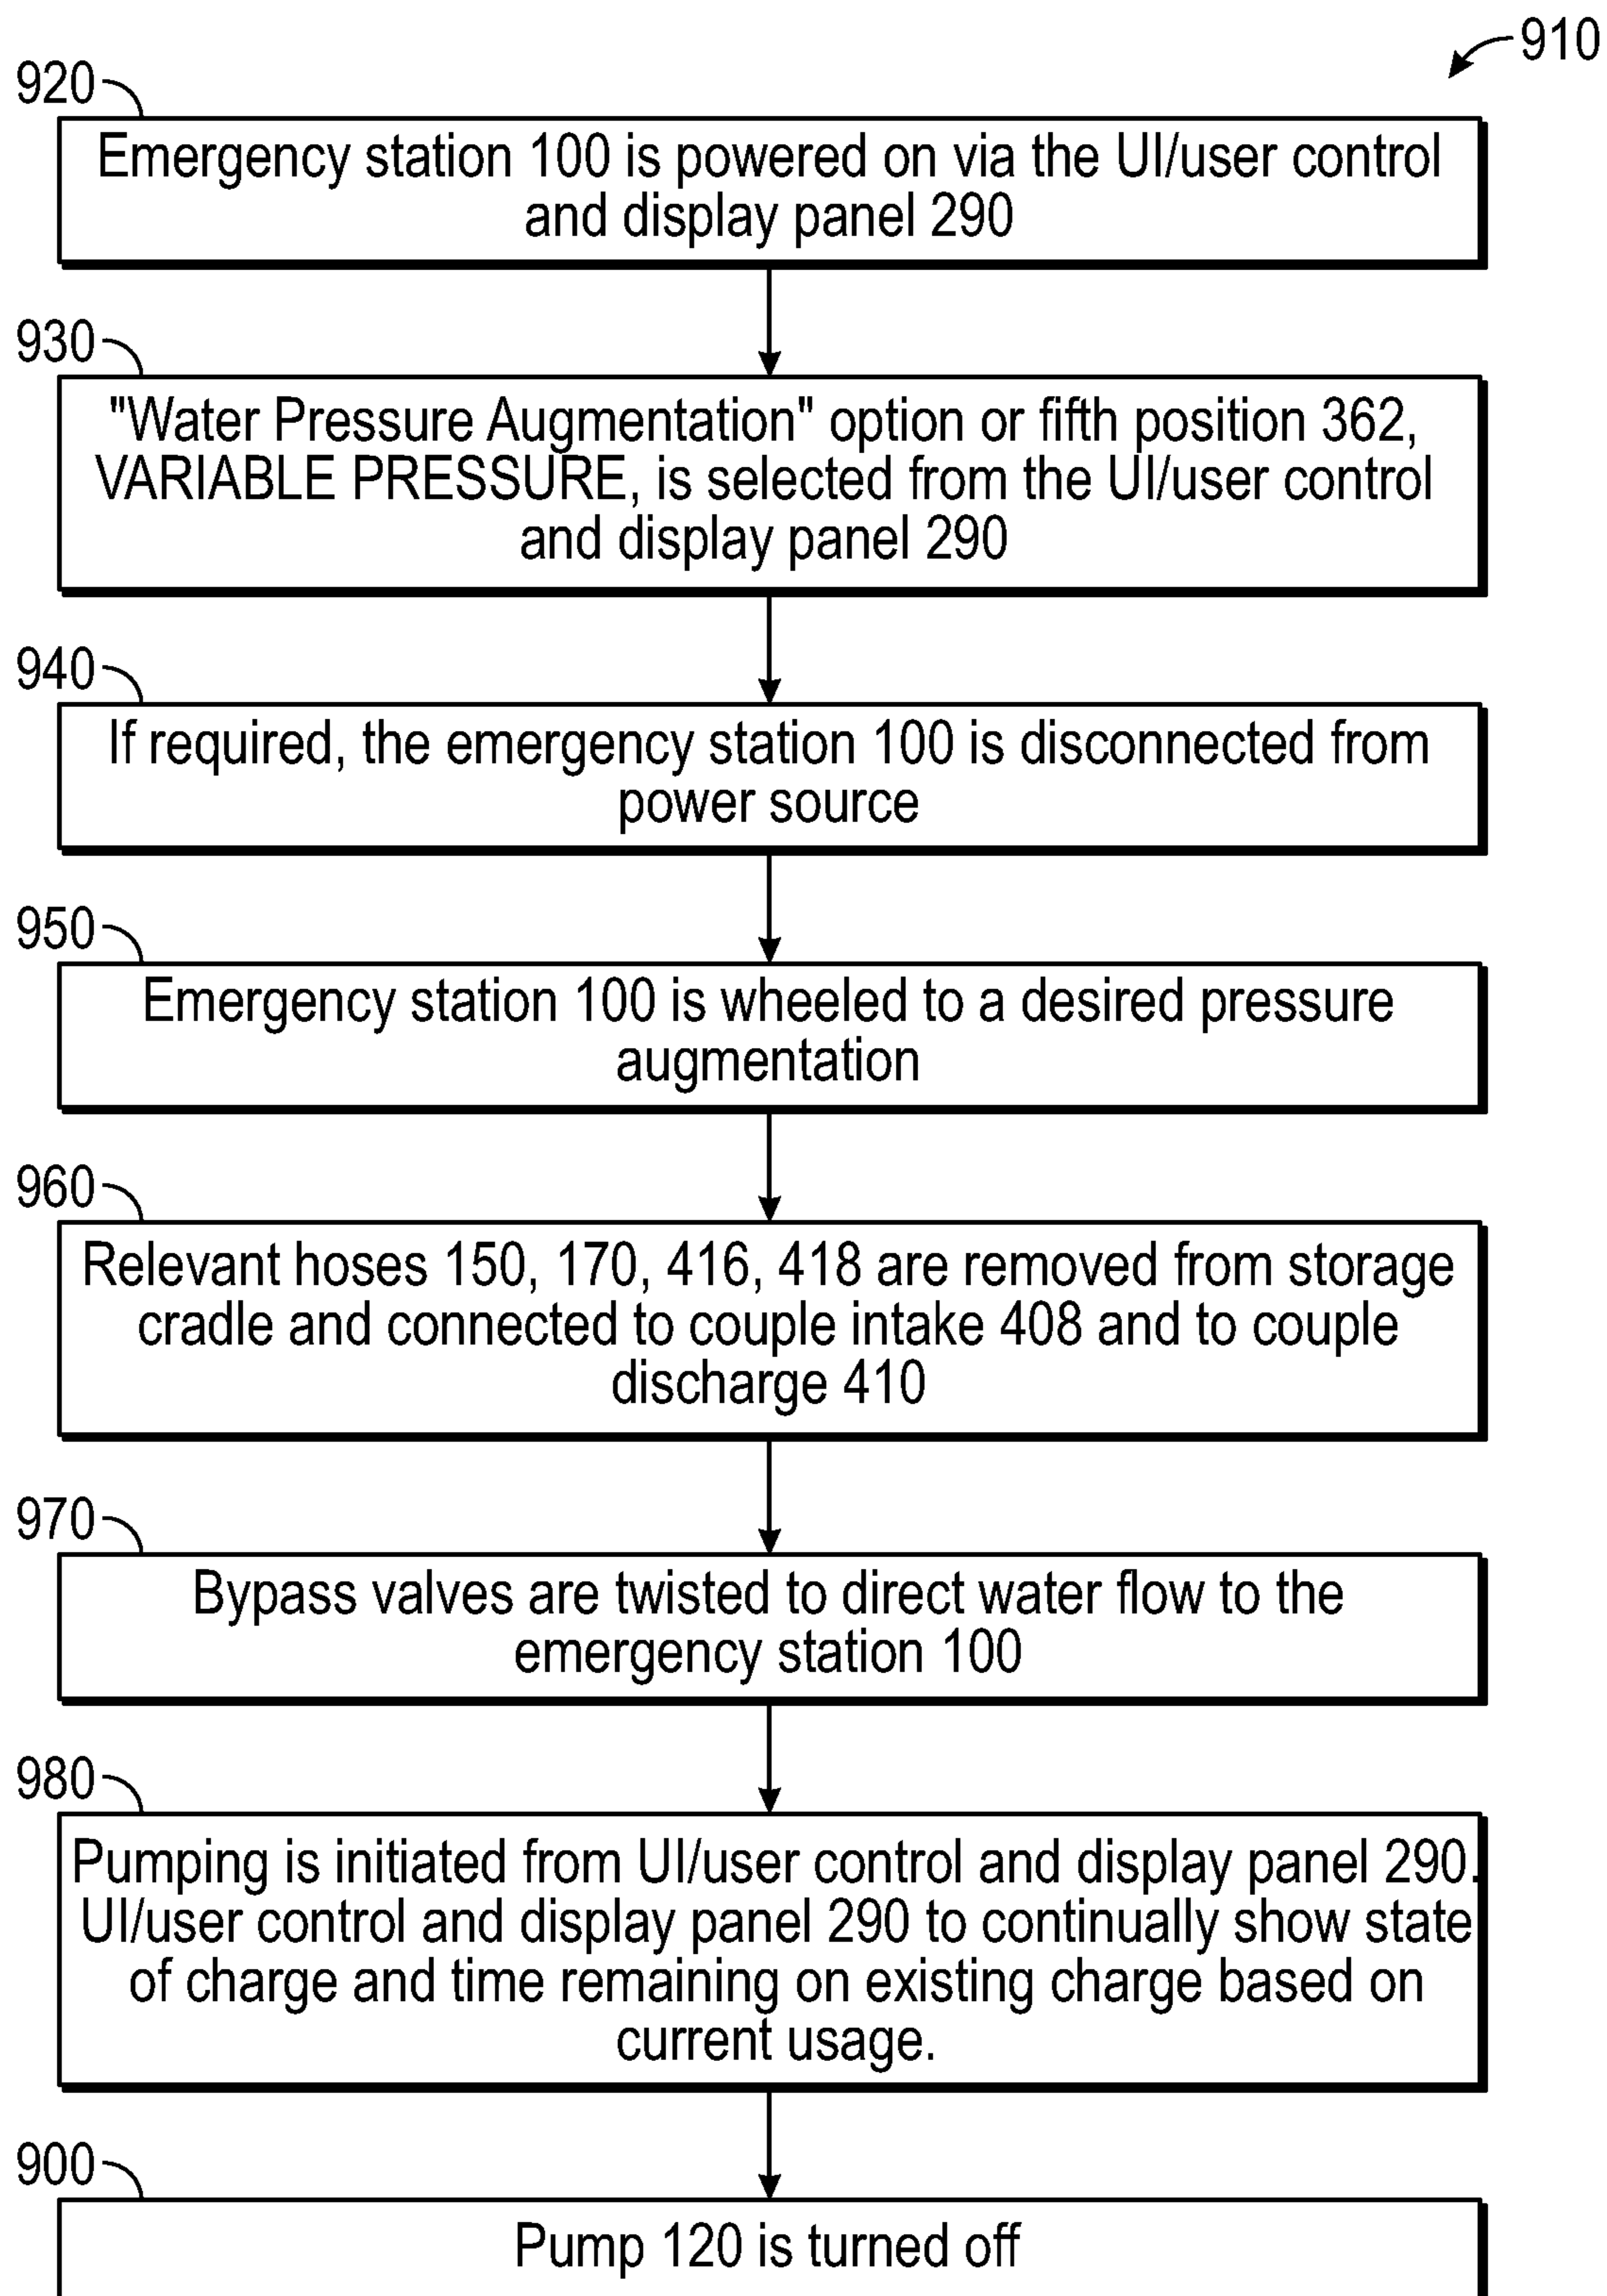 910
920
Emergency station 100 is powered on via the UI/user control
and display panel 290
930
"Water Pressure Augmentation" option or fifth position 362,
VARIABLE PRESSURE, is selected from the UI/user control
and display panel 290
940
If required, the emergency station 100 is disconnected from
power source
950
Emergency station 100 is wheeled to a desired pressure
augmentation
960
Relevant hoses 150, 170, 416, 418 are removed from storage
cradle and connected to couple intake 408 and to couple
discharge 410
970
Bypass valves are twisted to direct water flow to the
emergency station 100
980
Pumping is initiated from UI/user control and display panel 290.
UI/user control and display panel 290 to continually show state
of charge and time remaining on existing charge based on
current usage.
900
Pump 120 is turned off